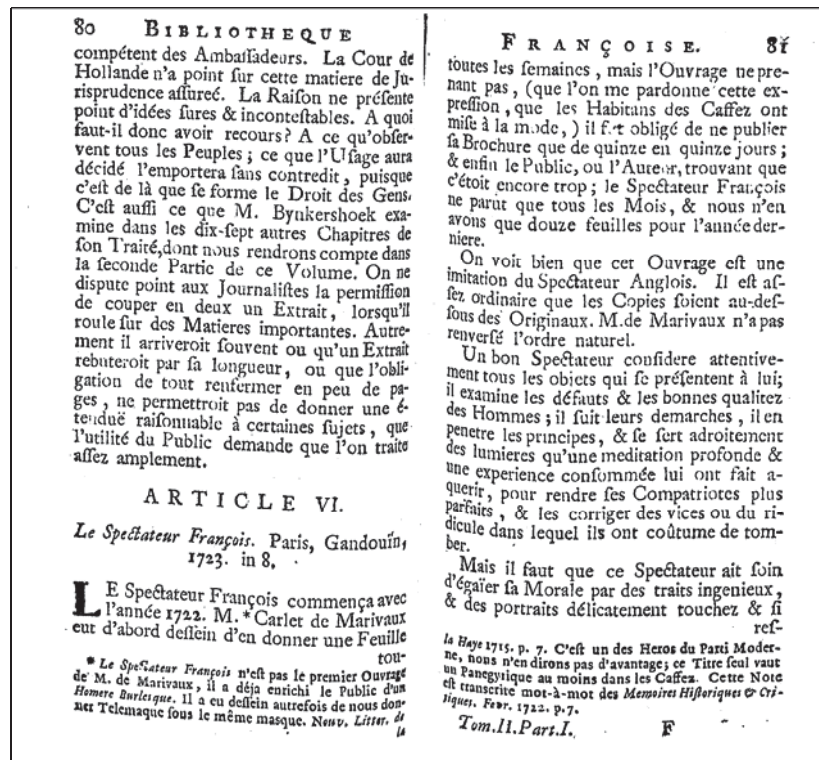 80 BIBLIOTHEQUE
compétent des Ambaſſadeurs. La Cour de
Hollande n'a point ſur cette matiere de Ju-
risprudence aſſureé. La Raiſon ne préſente
point d'idées ſures & inconteſtables. A quoi
faut-il donc avoir recours? A ce qu'obſer-
vent tous les Peuples; ce que l'Uſage aura
décidé l'emportera ſans contredit, puisque
c'eſt de là que ſe forme le Droit des Gens.
C'eſt auſſi ce que M. Bynkershoek exa-
mine dans les dix-ſept autres Chapitres de
ſon Traité, dont nous rendrons compte dans
la ſeconde Partie de ce Volume. On ne
dispute point aux Journaliſtes la permiſſion
de couper en deux un Extrait, lorsqu'il
roule ſur des Matieres importantes. Autre-
ment il arriveroit ſouvent ou qu'un Extrait
rebuteroit par ſa longueur, ou que l'obli-
gation de tout renfermer en peu de pa-
ges, ne permettroit pas de donner une é-
tenduë raiſonnable à certaines ſujets, que
l'utilité du Public demande que l'on traite
aſſez amplement.
ARTICLE VI.
Le Spectateur François. Paris, Gandouïn,
1723. in 8.
LE Spectateur François commença avec
l'année 1722. M. * Carlet de Marivaux
eut d'abord deſſein d'en donner une Feuille
tou-
* Le Spectateur François n'eſt pas le premier Ouvrage
de M. de Marivaux, il a déja enrichi le Public d'un
Homere Burlesque. Il a eu deſſein autrefois de nous don-
ner Telemaque ſous le même masque. Nouv. Litter. de
la
FRANÇOISE. 81
toutes les ſemaines, mais l'Ouvrage ne pre-
nant pas, (que l'on me pardonne cette ex-
preſſion, que les Habitans des Caffez ont
miſe à la mode,) il fut obligé de ne publier
ſa Brochure que de quinze en quinze jours;
& enfin le Public, ou l'Auteur, trouvant que
c'étoit encore trop; le Spectateur François
ne parut que tous les Mois, & nous n'en
avons que douze feuilles pour l'année der-
niere.
On voit bien que cet Ouvrage eſt une
imitation du Spectateur Anglois. Il eſt aſ-
ſez ordinaire que les Copies ſoient au-deſ-
ſous des Originaux. M. de Marivaux n'a pas
renverſé l'ordre naturel.
Un bon Spectateur conſidere attentive-
ment tous les objets qui ſe préſentent à lui;
il examine les défauts & les bonnes qualitez
des Hommes; il ſuit leurs demarches, il en
penetre les principes, & ſe ſert adroitement
des lumieres qu'une meditation profonde &
une experience conſommée lui ont fait a-
querir, pour rendre ſes Compatriotes plus
parfaits, & les corriger des vices ou du ri-
dicule dans lequel ils ont coûtume de tom-
ber.
Mais il faut que ce Spectateur ait ſoin
d'égaïer ſa Morale par des traits ingenieux,
& des portraits délicatement touchez & ſi
reſ-
la Haye 1715. p. 7. C'eſt un des Heros du Parti Moder-
ne, nous n'en dirons pas d'avantage; ce Titre ſeul vaut
un Panegyrique au moins dans les Caffez. Cette Note
eſt transcrite mot-à-mot des Memoires Hiſtoriques & Cri-
tiques. Fevr. 1722. p. 7.
Tom. II. Part. I. F